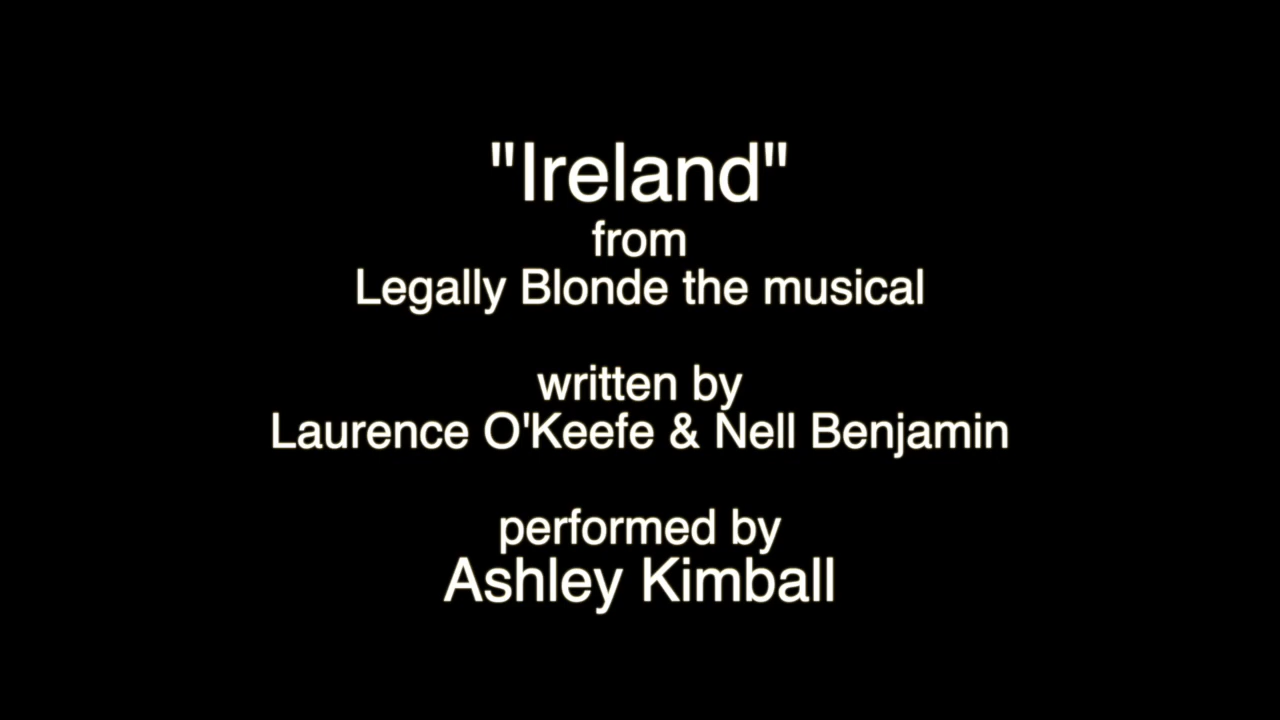 "Ireland"
from
Legally Blonde the musical
written by
Laurence O'Keefe & Nell Benjamin
performed by
Ashley Kimball